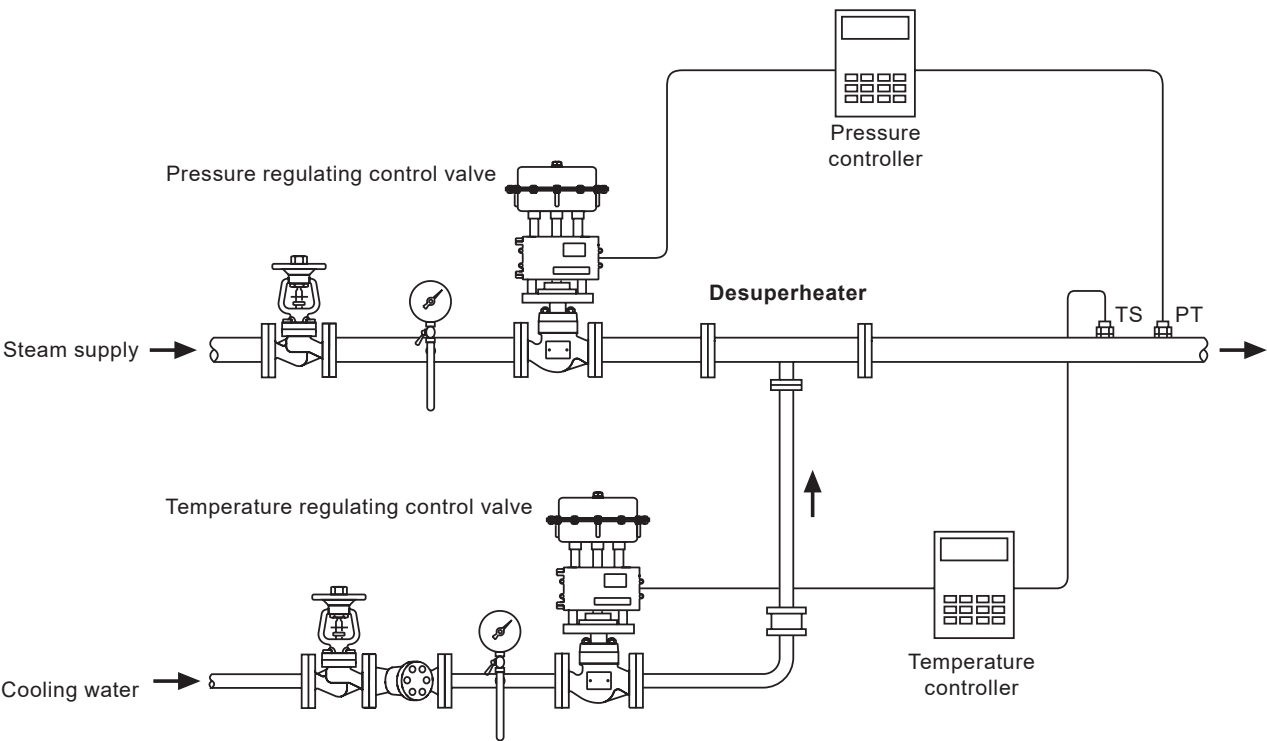 Pressure
controller
Pressure regulating control valve
Desuperheater
TS
PT
Steam supply
Temperature regulating control valve
Temperature
controller
Cooling water